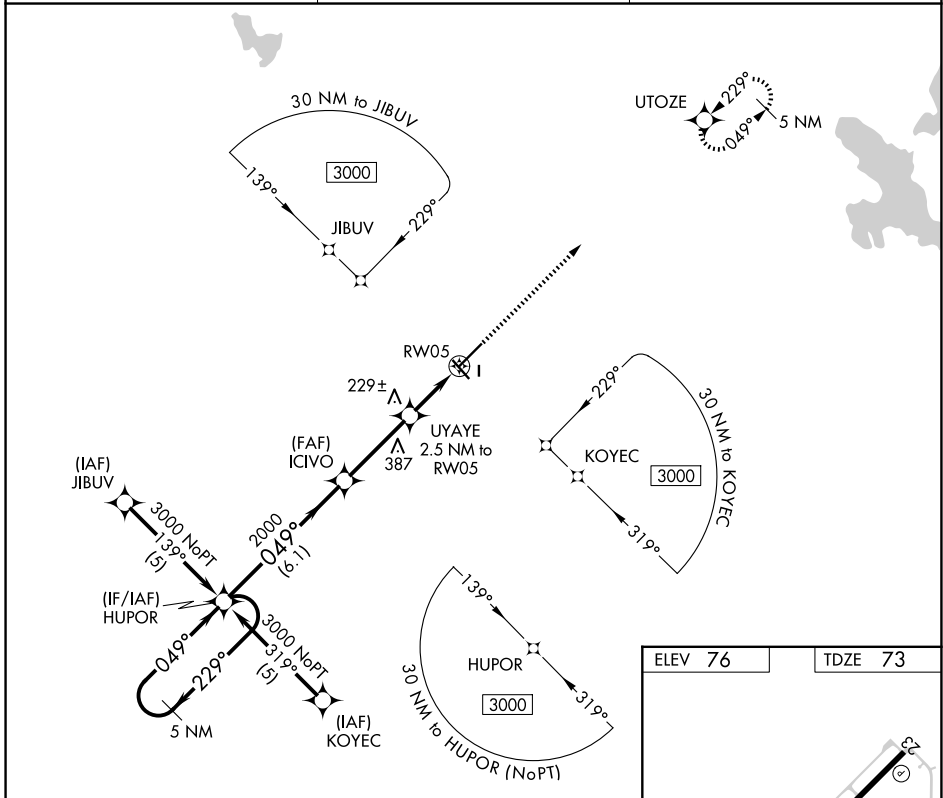 30 NM to JIBUV
3000
139°
229°
JIBUV
UTOZE
229°
049°
5 NM
RW05
229±
UYAYE
2.5 NM to
RW05
387
(FAF)
ICIVO
229°
30 NM to KOYEC
KOYEC
3000
319°
(IAF)
JIBUV
3000 NoPT
139°
(5)
2000
049°
(6.1)
(IF/IAF)
HUPOR
3000 NoPT
319°
(5)
049°
229°
5 NM
(IAF)
KOYEC
139°
HUPOR
3000
319°
30 NM to HUPOR (NoPT)
ELEV 76
TDZE 73
23
P